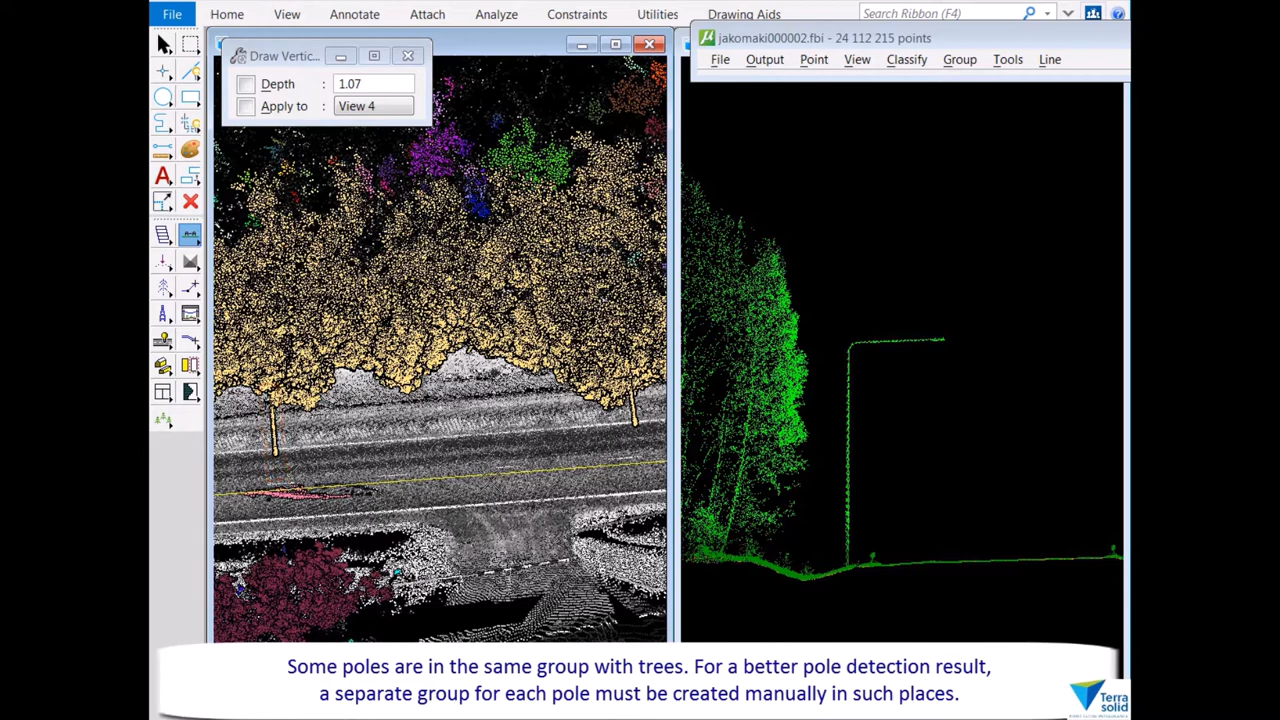 File Home View Annotate Attach Analyze Constraints Utilities Drawing Aids Search Ribbon (F4)
Draw Vertic...
Depth : 1.07
Apply to : View 4
jakomaki000002.fbi - 24 112 215 points
File Output Point View Classify Group Tools Line
Some poles are in the same group with trees. For a better pole detection result,
a separate group for each pole must be created manually in such places.
Terra
solid